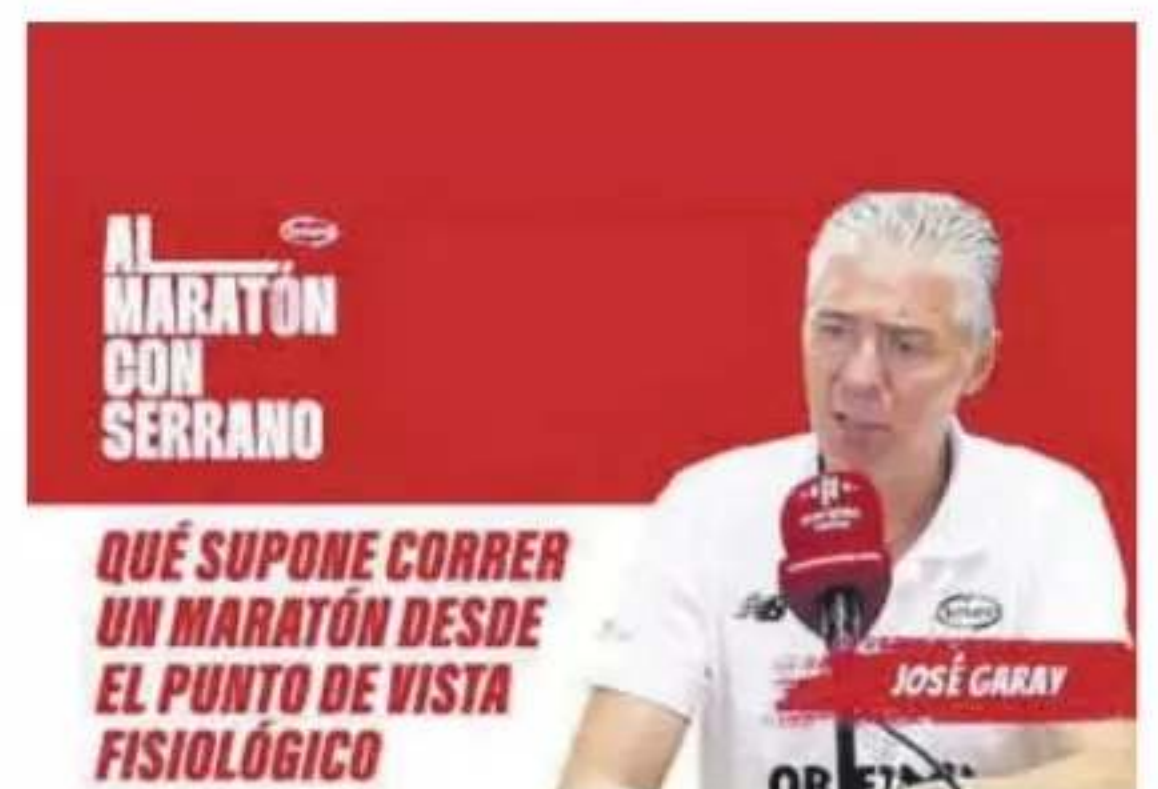 AL
MARATÓN
CON
SERRANO
QUÉ SUPONE CORRER
UN MARATÓN DESDE
EL PUNTO DE VISTA
FISIOLÓGICO
JOSÉ GARAY